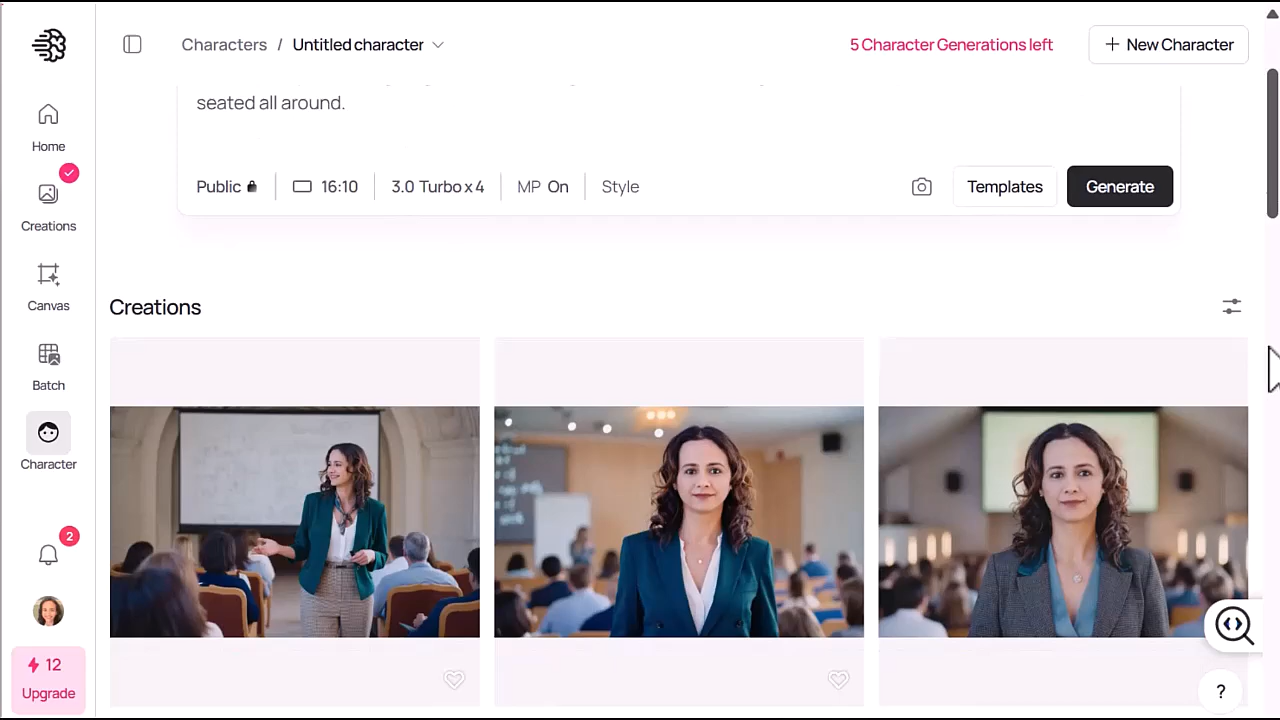 Characters / Untitled character
5 Character Generations left
+ New Character
seated all around.
Home
Public
16:10
3.0 Turbo x 4
MP On
Style
Templates
Generate
Creations
Canvas
Creations
Batch
Character
2
12
Upgrade
?